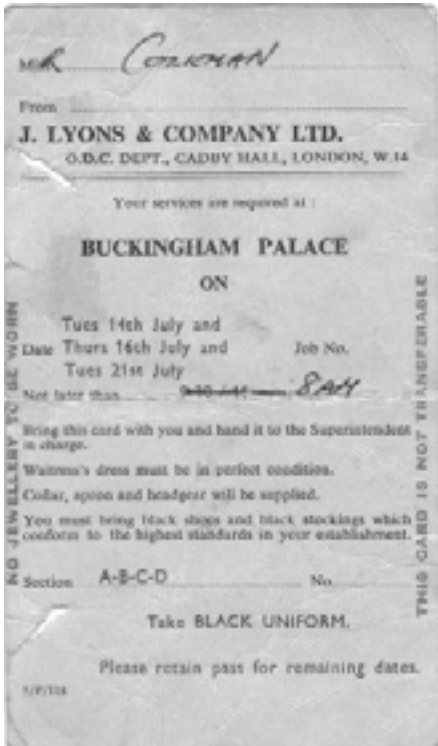 M R COLEMAN
From
J. LYONS & COMPANY LTD.
O.D.C. DEPT., CADBY HALL, LONDON, W.14
Your services are required at :
BUCKINGHAM PALACE
ON
Tues 14th July and
Date Thurs 16th July and Job No.
Tues 21st July
Not later than 8 AM
Bring this card with you and hand it to the Superintendent
in charge.
Waitress's dress must be in perfect condition.
Collar, apron and headgear will be supplied.
You must bring black shoes and black stockings which
conform to the highest standards in your establishment.
Section A-B-C-D No.
Take BLACK UNIFORM.
Please retain pass for remaining dates.
NO JEWELLERY TO BE WORN
THIS CARD IS NOT TRANSFERABLE